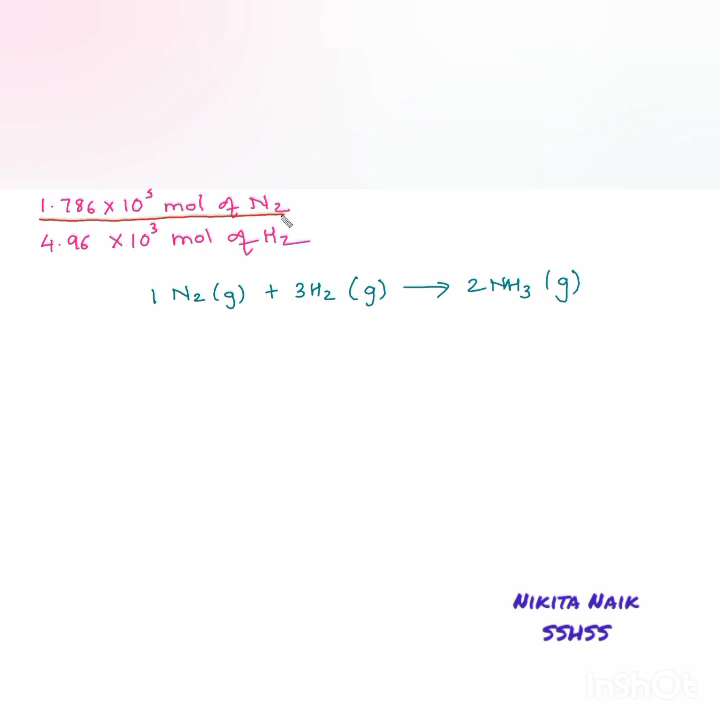 1.786 × 10⁵ mol of N₂
4.96 × 10³ mol of H₂
1 N₂ (g) + 3H₂ (g) ⟶ 2NH₃ (g)
NIKITA NAIK
SSHSS
InShOt